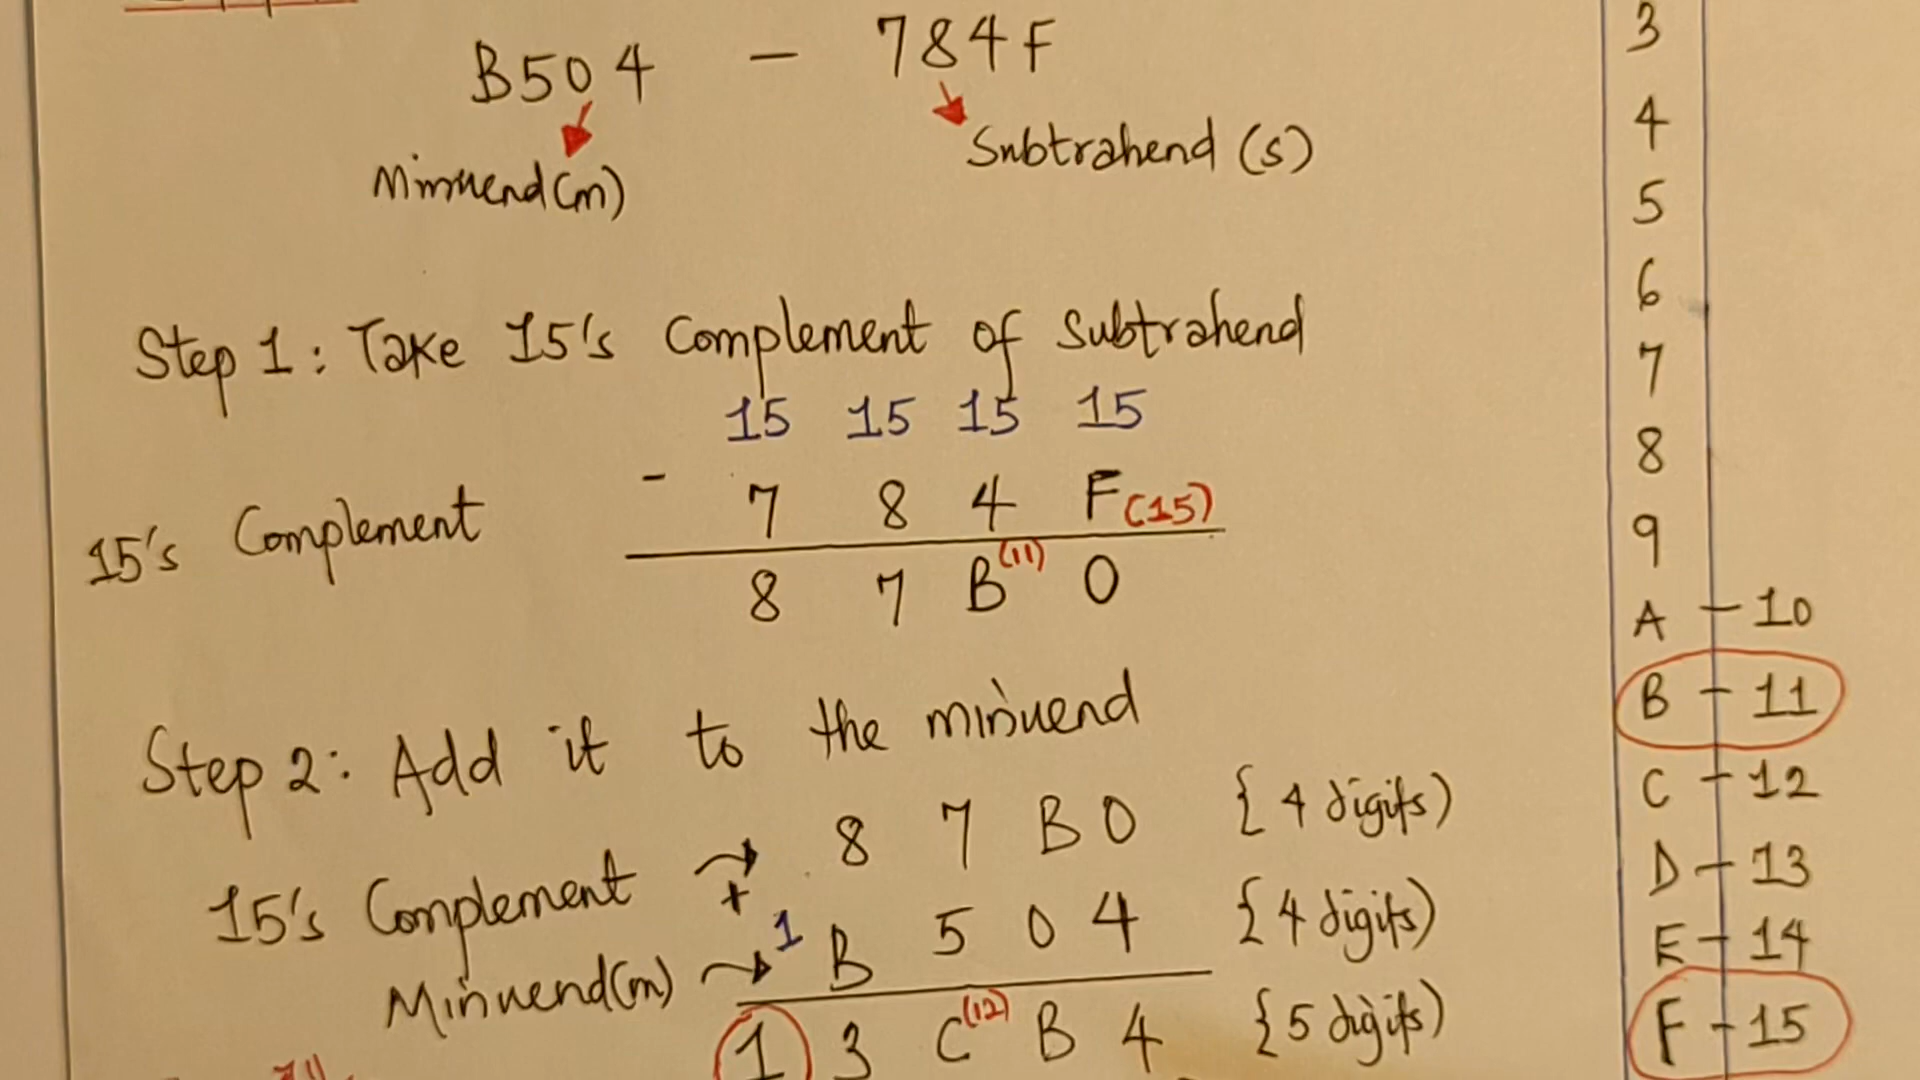 B504 - 784F
Minuend(m)
Subtrahend (s)
Step 1: Take 15's Complement of Subtrahend
15 15 15 15
- 7 8 4 F(15)
15's Complement
8 7 B(11) 0
Step 2: Add it to the minuend
8 7 B 0 {4 digits)
15's Complement +
1
Minuend(m) B 5 0 4 {4 digits)
1 3 C(12) B 4 {5 digits)
3
4
5
6
7
8
9
A - 10
B - 11
C - 12
D - 13
E - 14
F - 15